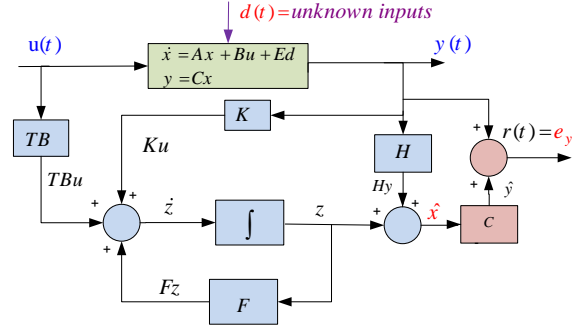 d(t) = unknown inputs
u(t)
ẋ = Ax + Bu + Ed
y = Cx
y(t)
K
TB
Ku
H
+
r(t) = e_y
TBu
Hy
+
ŷ
+
+
ż
∫
z
+
+
x̂
C
+
Fz
F